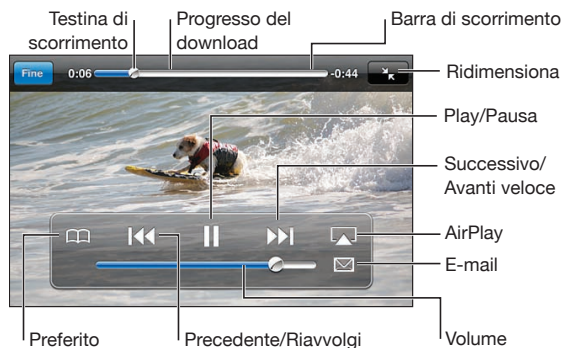 Testina di
scorrimento
Progresso del
download
Barra di scorrimento
Fine
0:06
-0:44
Ridimensiona
Play/Pausa
Successivo/
Avanti veloce
AirPlay
E-mail
Preferito
Precedente/Riavvolgi
Volume